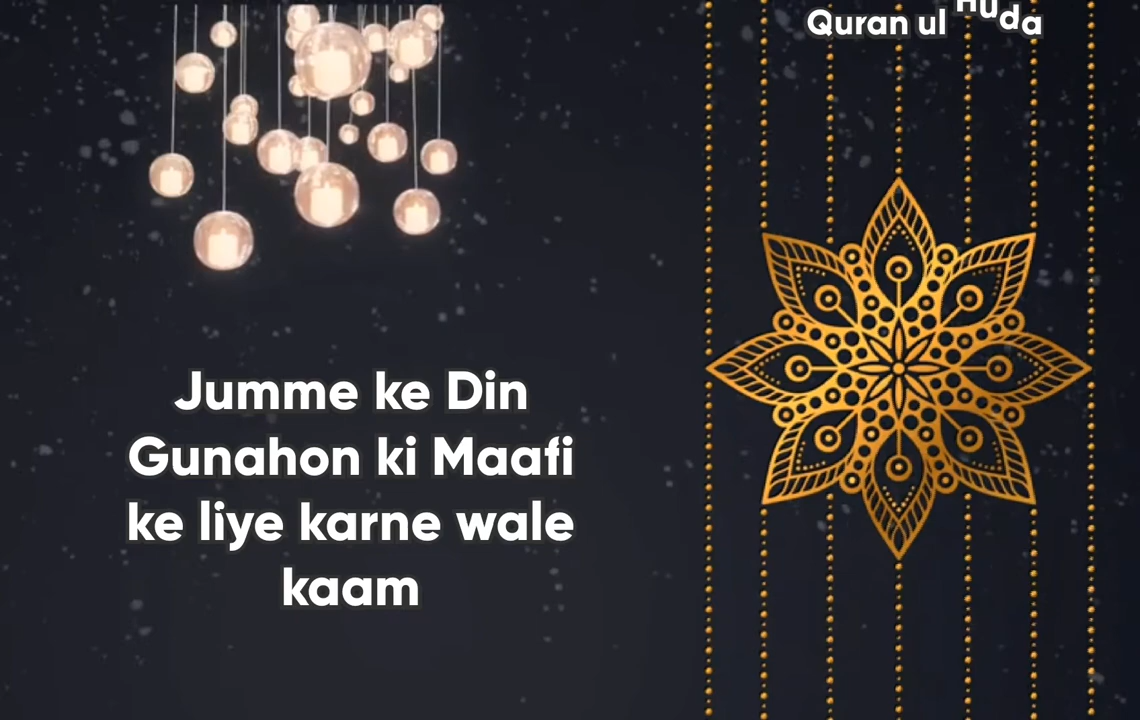 Quran ul Huda
Jumme ke Din
Gunahon ki Maafi
ke liye karne wale
kaam